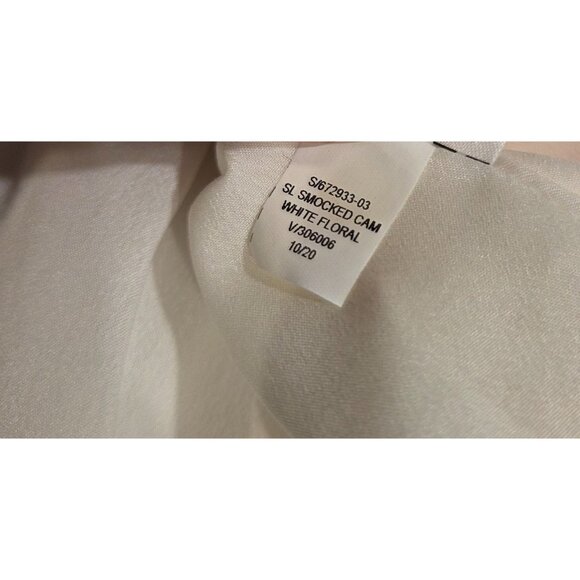 S/672933-03
SL SMOCKED CAM
WHITE FLORAL
V/306006
10/20